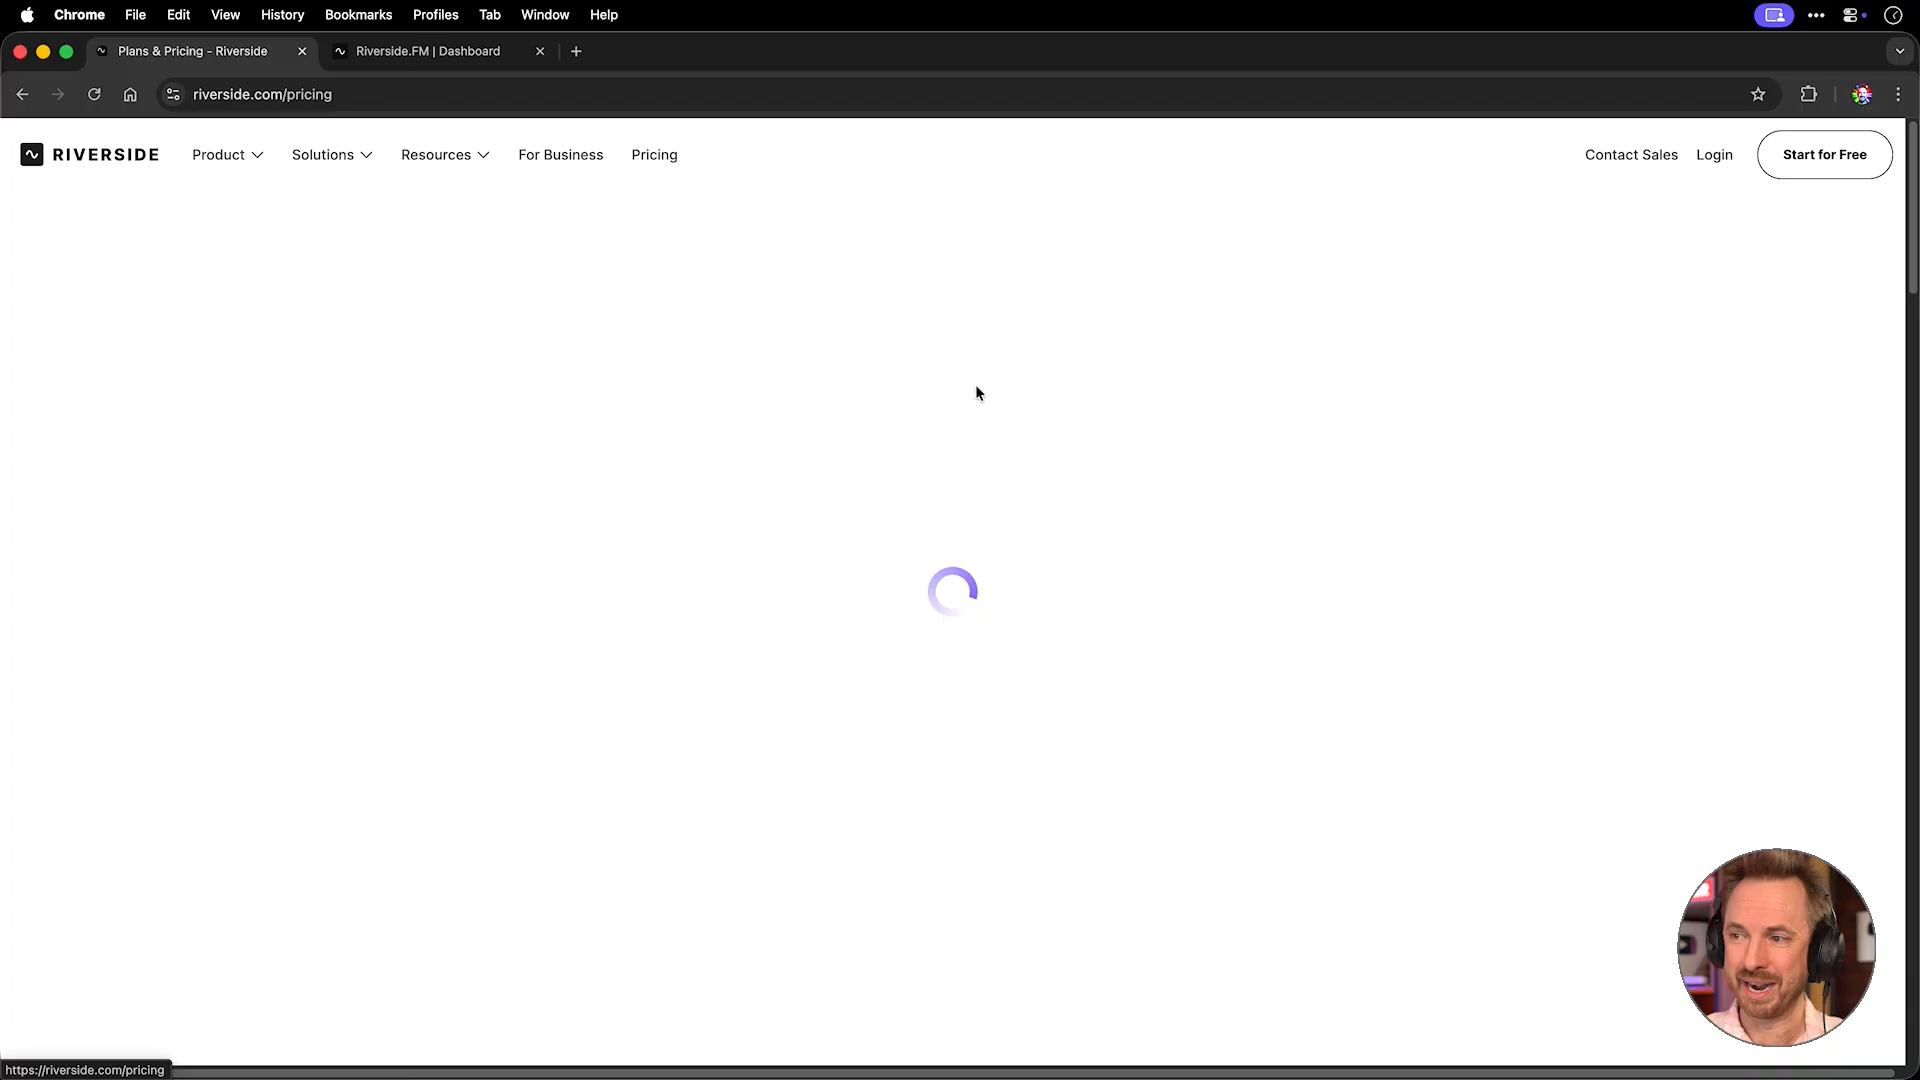 Chrome File Edit View History Bookmarks Profiles Tab Window Help
Plans & Pricing - Riverside
Riverside.FM | Dashboard
riverside.com/pricing
RIVERSIDE
Product
Solutions
Resources
For Business
Pricing
Contact Sales
Login
Start for Free
https://riverside.com/pricing